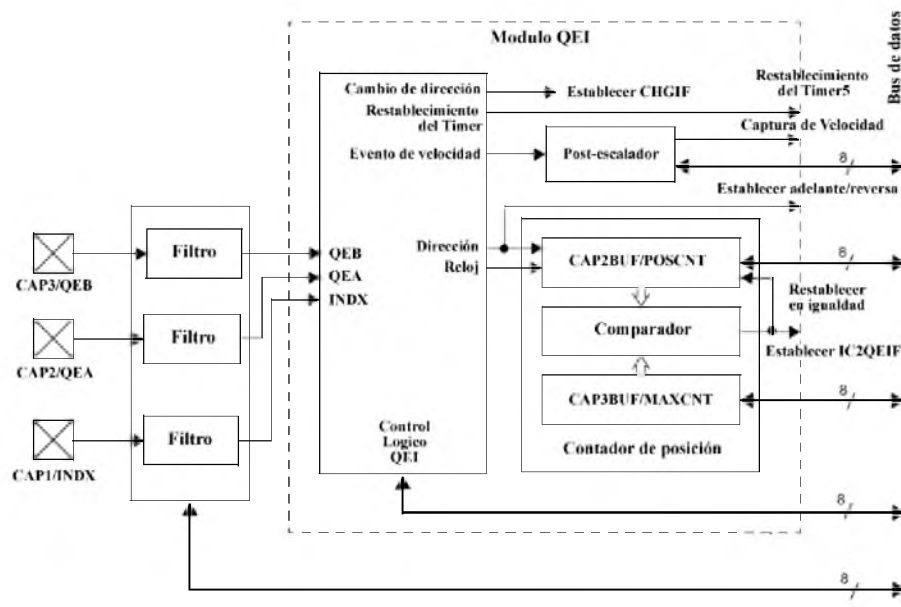 Modulo QEI
Bus de datos
Cambio de dirección
Establecer CHGIF
Restablecimiento
del Timer5
Restablecimiento
del Timer
Captura de Velocidad
Evento de velocidad
Post-escalador
8
Establecer adelante/reversa
Filtro
QEB
Dirección
CAP2BUF/POSCNT
8
CAP3/QEB
QEA
Reloj
INDX
Restablecer
en igualdad
Filtro
Comparador
CAP2/QEA
Establecer IC2QEIF
CAP3BUF/MAXCNT
8
Filtro
Control
Logico
QEI
Contador de posición
CAP1/INDX
8
8